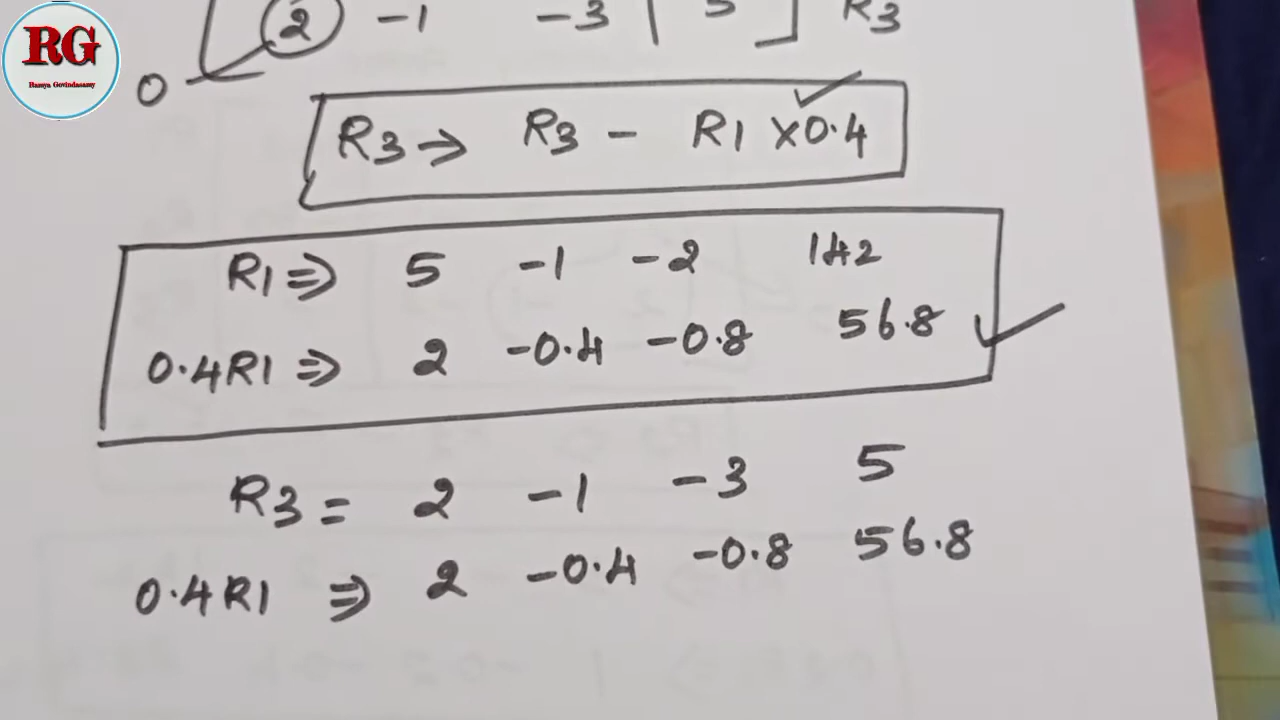 RG
Ramya Govindasamy
2 -1 -3 | 5 ] R3
0
R3 → R3 - R1 ×0.4
R1 ⇒ 5 -1 -2 142
0.4R1 ⇒ 2 -0.4 -0.8 56.8
R3 = 2 -1 -3 5
0.4R1 ⇒ 2 -0.4 -0.8 56.8